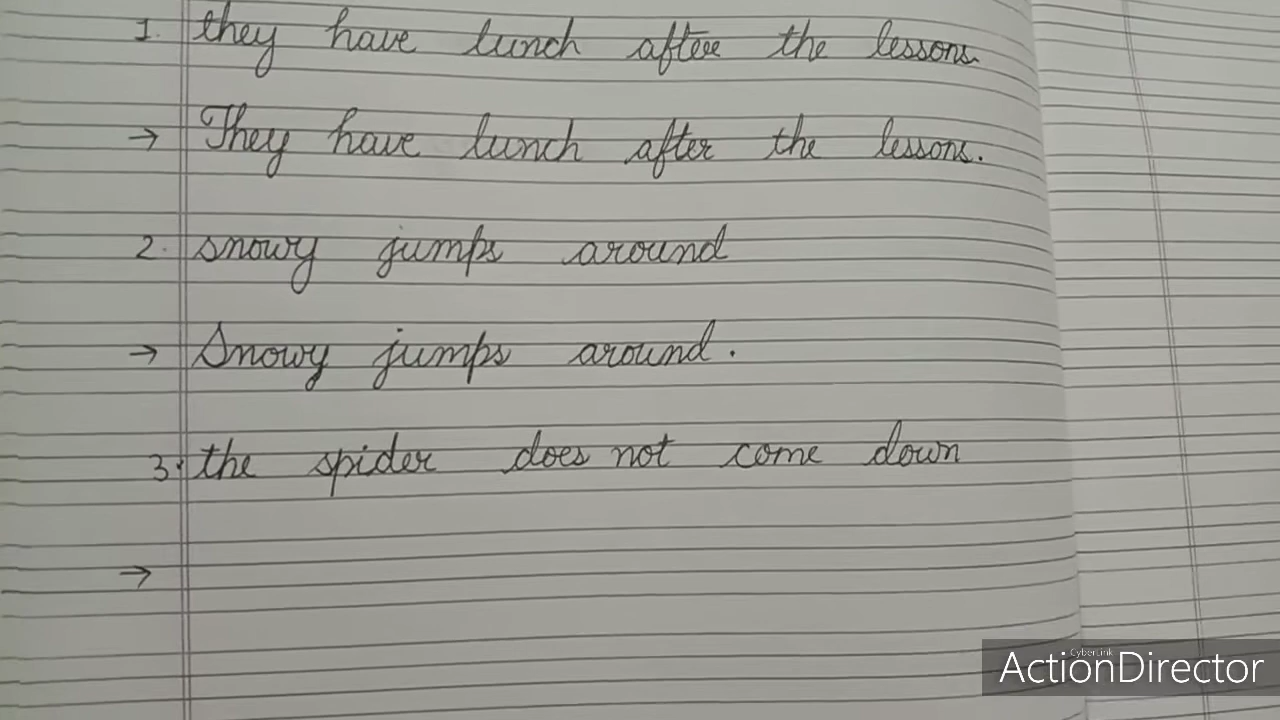 1. they have lunch after the lessons
→ They have lunch after the lessons.
2. snowy jumps around
→ Snowy jumps around.
3. the spider does not come down
→
CyberLink
ActionDirector